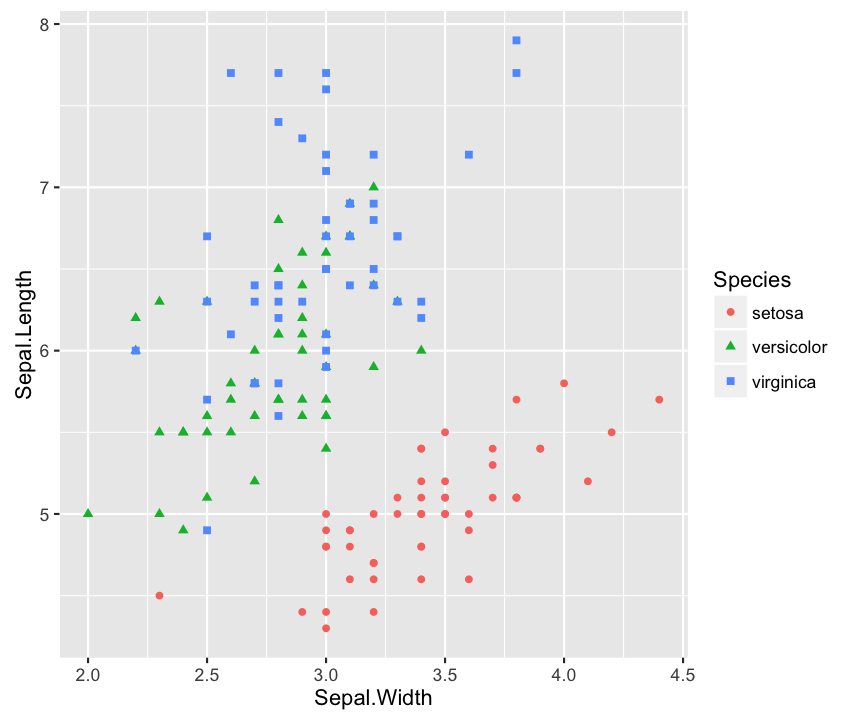 8
7
6
5
Sepal.Length
2.0 2.5 3.0 3.5 4.0 4.5
Sepal.Width
Species
setosa
versicolor
virginica